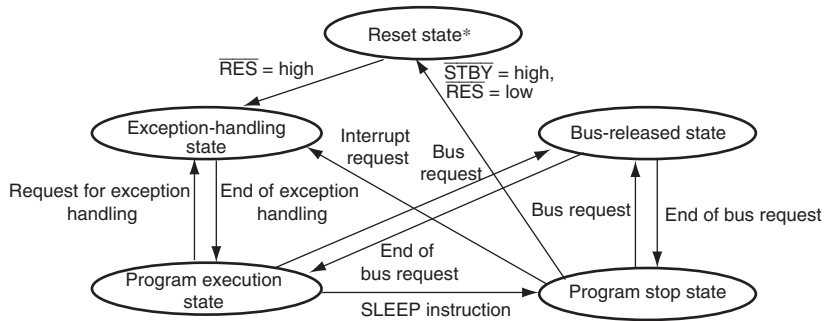 Reset state*
RES = high
STBY = high,
RES = low
Exception-handling
state
Interrupt
request
Bus
request
Bus-released state
Request for exception
handling
End of exception
handling
Bus request
End of bus request
End of
bus request
Program execution
state
SLEEP instruction
Program stop state